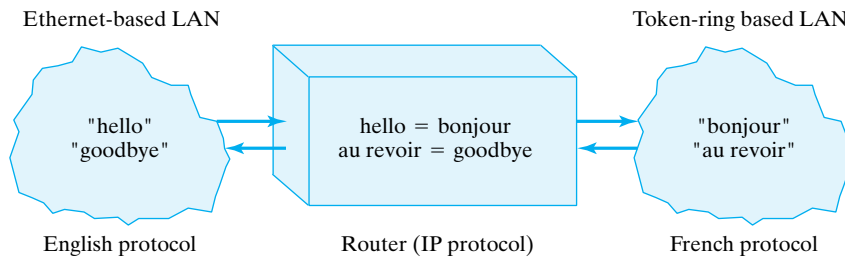 Ethernet-based LAN
Token-ring based LAN
"hello"
"goodbye"
hello = bonjour
au revoir = goodbye
"bonjour"
"au revoir"
English protocol
Router (IP protocol)
French protocol